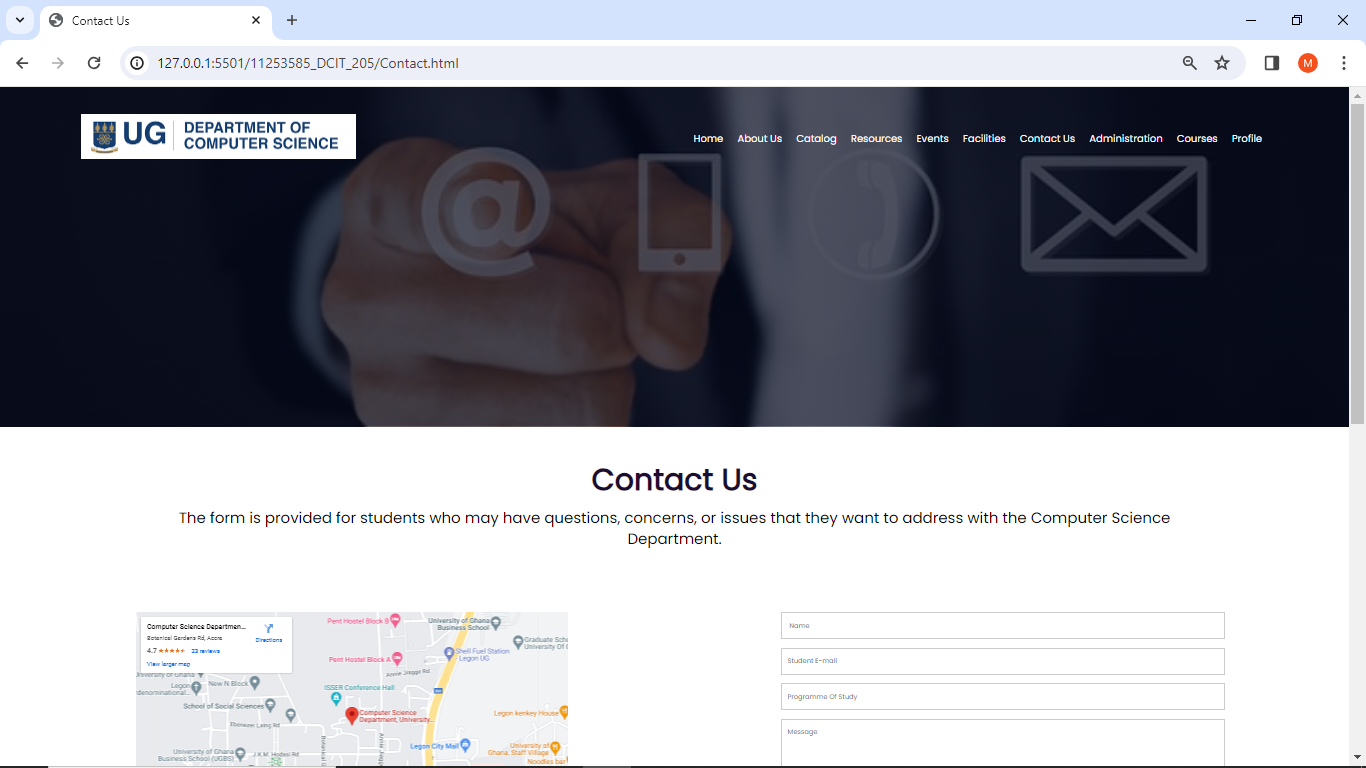 Contact Us
127.0.0.1:5501/11253585_DCIT_205/Contact.html
M
UG DEPARTMENT OF
COMPUTER SCIENCE
Home About Us Catalog Resources Events Facilities Contact Us Administration Courses Profile
@
Contact Us
The form is provided for students who may have questions, concerns, or issues that they want to address with the Computer Science
Department.
Computer Science Departmen...
Botanical Gardens Rd, Accra
4.7 23 reviews
View larger map
Directions
Pent Hostel Block B
University of Ghana
Business School
Graduate Sch
University Of G
Shell Fuel Station
- Legon UG
Pent Hostel Block A
Annie Jiagge Rd
University of Ghana
Legon
denominational...
New N Block
ISSER Conference Hall
School of Social Sciences
Computer Science
Department, University...
Ebenezer Laing Rd
Legon kenkey House
Legon City Mall
University of
Ghana, Staff Village
Noodles bar
University of Ghana
Business School (UGBS)
Name
Student E-mail
Programme Of Study
Message